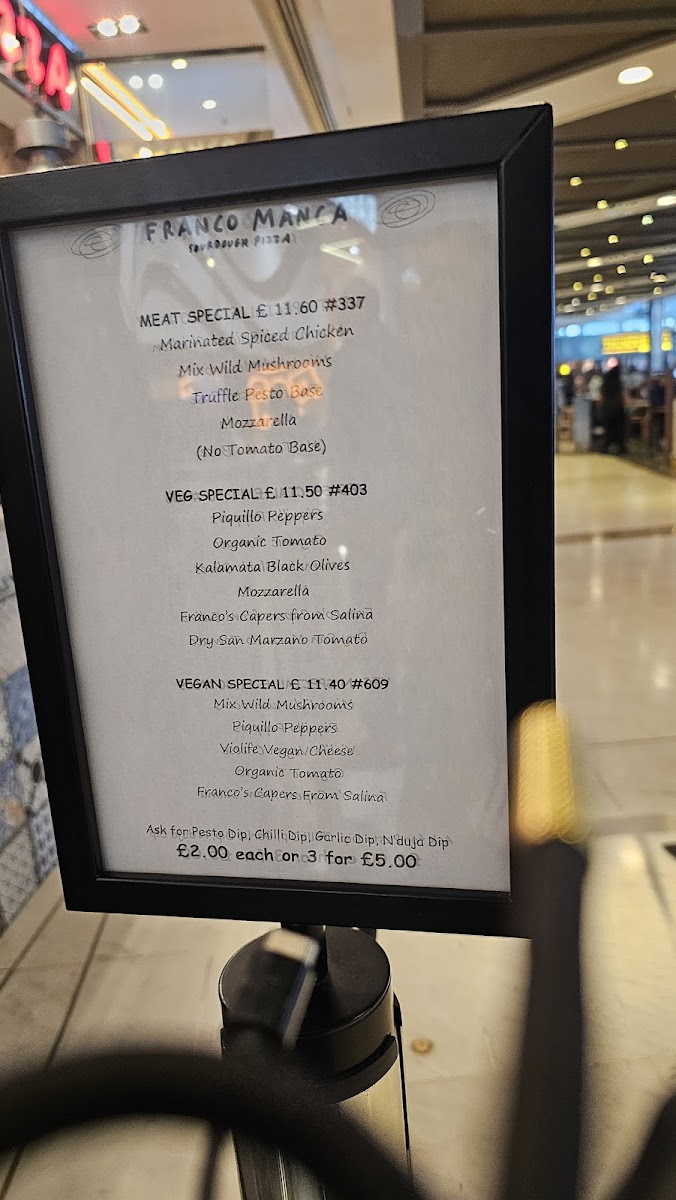 FRANCO MANCA
SOURDOUGH PIZZA
MEAT SPECIAL £ 11.60 #337
Marinated Spiced Chicken
Mix Wild Mushrooms
Truffle Pesto Base
Mozzarella
(No Tomato Base)
VEG SPECIAL £ 11.50 #403
Piquillo Peppers
Organic Tomato
Kalamata Black Olives
Mozzarella
Franco's Capers from Salina
Dry San Marzano Tomato
VEGAN SPECIAL £ 11.40 #609
Mix Wild Mushrooms
Piquillo Peppers
Violife Vegan Cheese
Organic Tomato
Franco's Capers From Salina
Ask for Pesto Dip, Chilli Dip, Garlic Dip, N'duja Dip
£2.00 each or 3 for £5.00